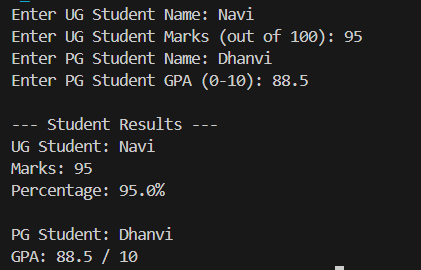 Enter UG Student Name: Navi
Enter UG Student Marks (out of 100): 95
Enter PG Student Name: Dhanvi
Enter PG Student GPA (0-10): 88.5
--- Student Results ---
UG Student: Navi
Marks: 95
Percentage: 95.0%
PG Student: Dhanvi
GPA: 88.5 / 10